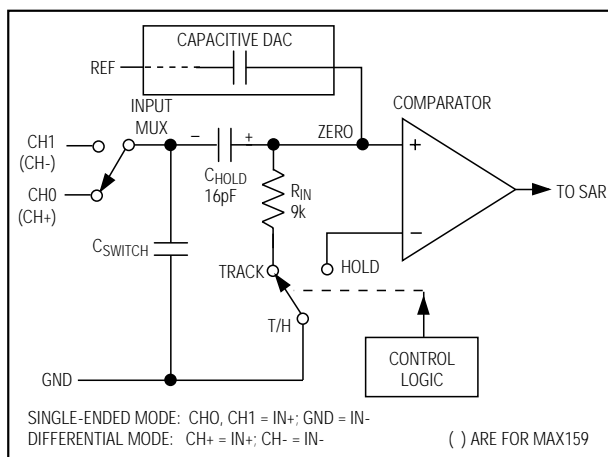 CAPACITIVE DAC
REF
COMPARATOR
INPUT
MUX
ZERO
CH1
(CH-)
− +
+
CHOLD
16pF
RIN
9k
TO SAR
CH0
(CH+)
−
CSWITCH
TRACK
HOLD
T/H
CONTROL
LOGIC
GND
SINGLE-ENDED MODE: CHO, CH1 = IN+; GND = IN-
DIFFERENTIAL MODE: CH+ = IN+; CH- = IN-
( ) ARE FOR MAX159